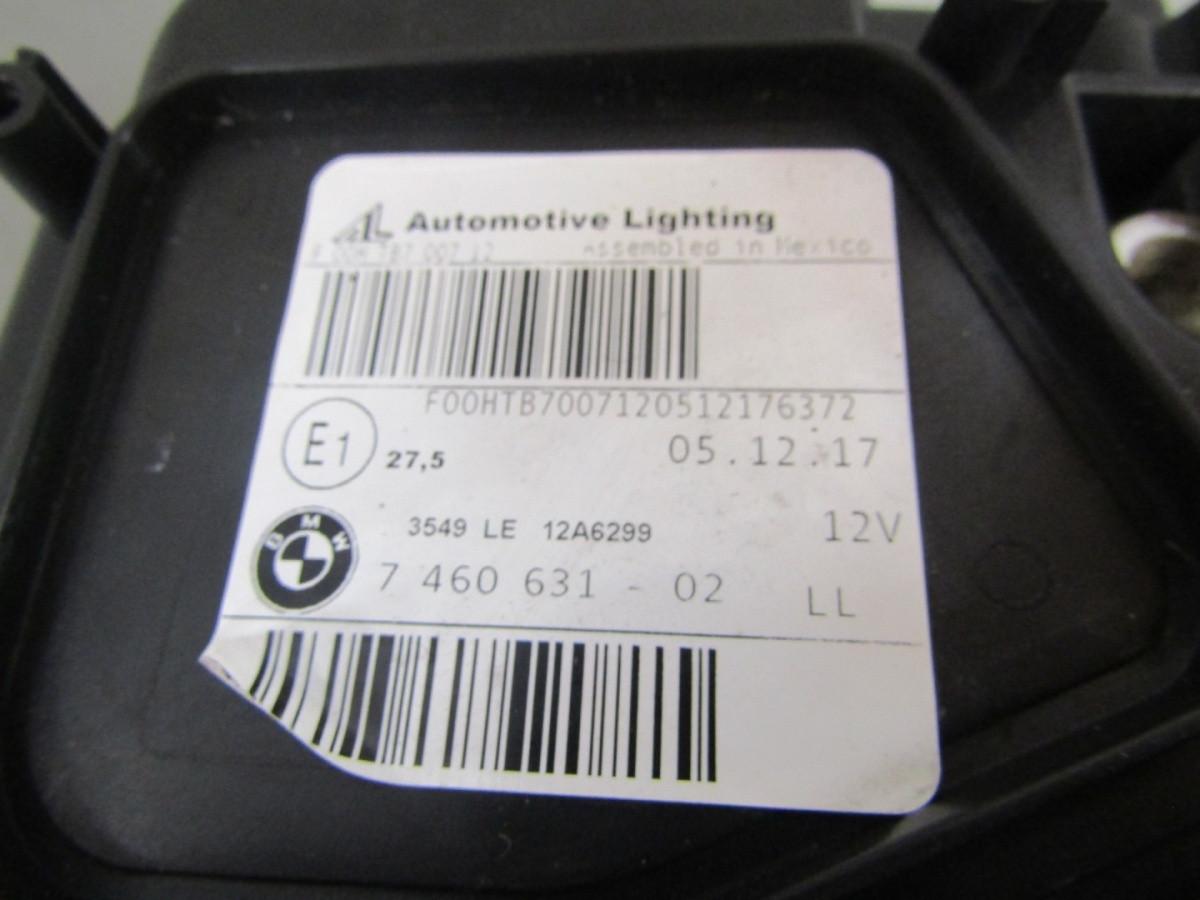 AL Automotive Lighting
Assembled in Mexico
F00HTB7007120512176372
E1 27,5 05.12.17
BMW 3549 LE 12A6299 12V
7 460 631 - 02 LL